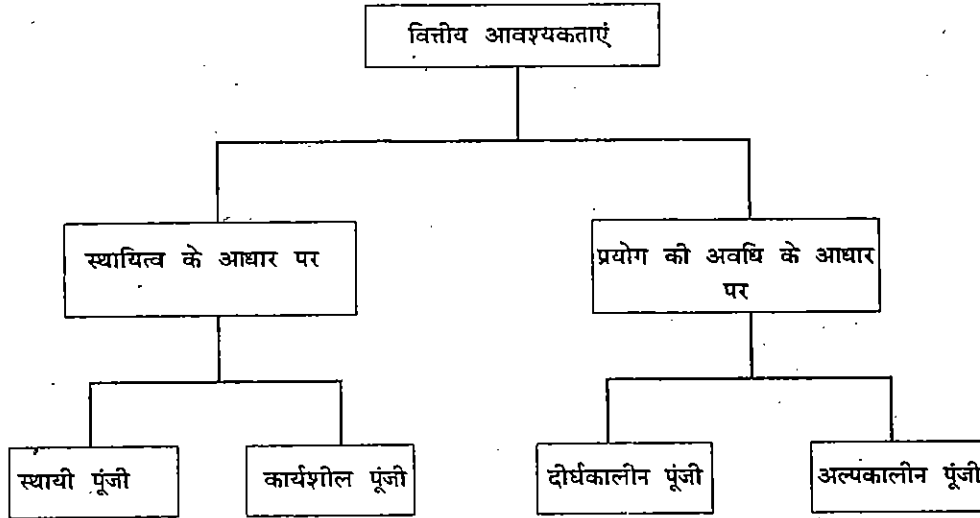 वित्तीय आवश्यकताएं
स्थायित्व के आधार पर
प्रयोग की अवधि के आधार
पर
स्थायी पूंजी
कार्यशील पूंजी
दीर्घकालीन पूंजी
अल्पकालीन पूंजी